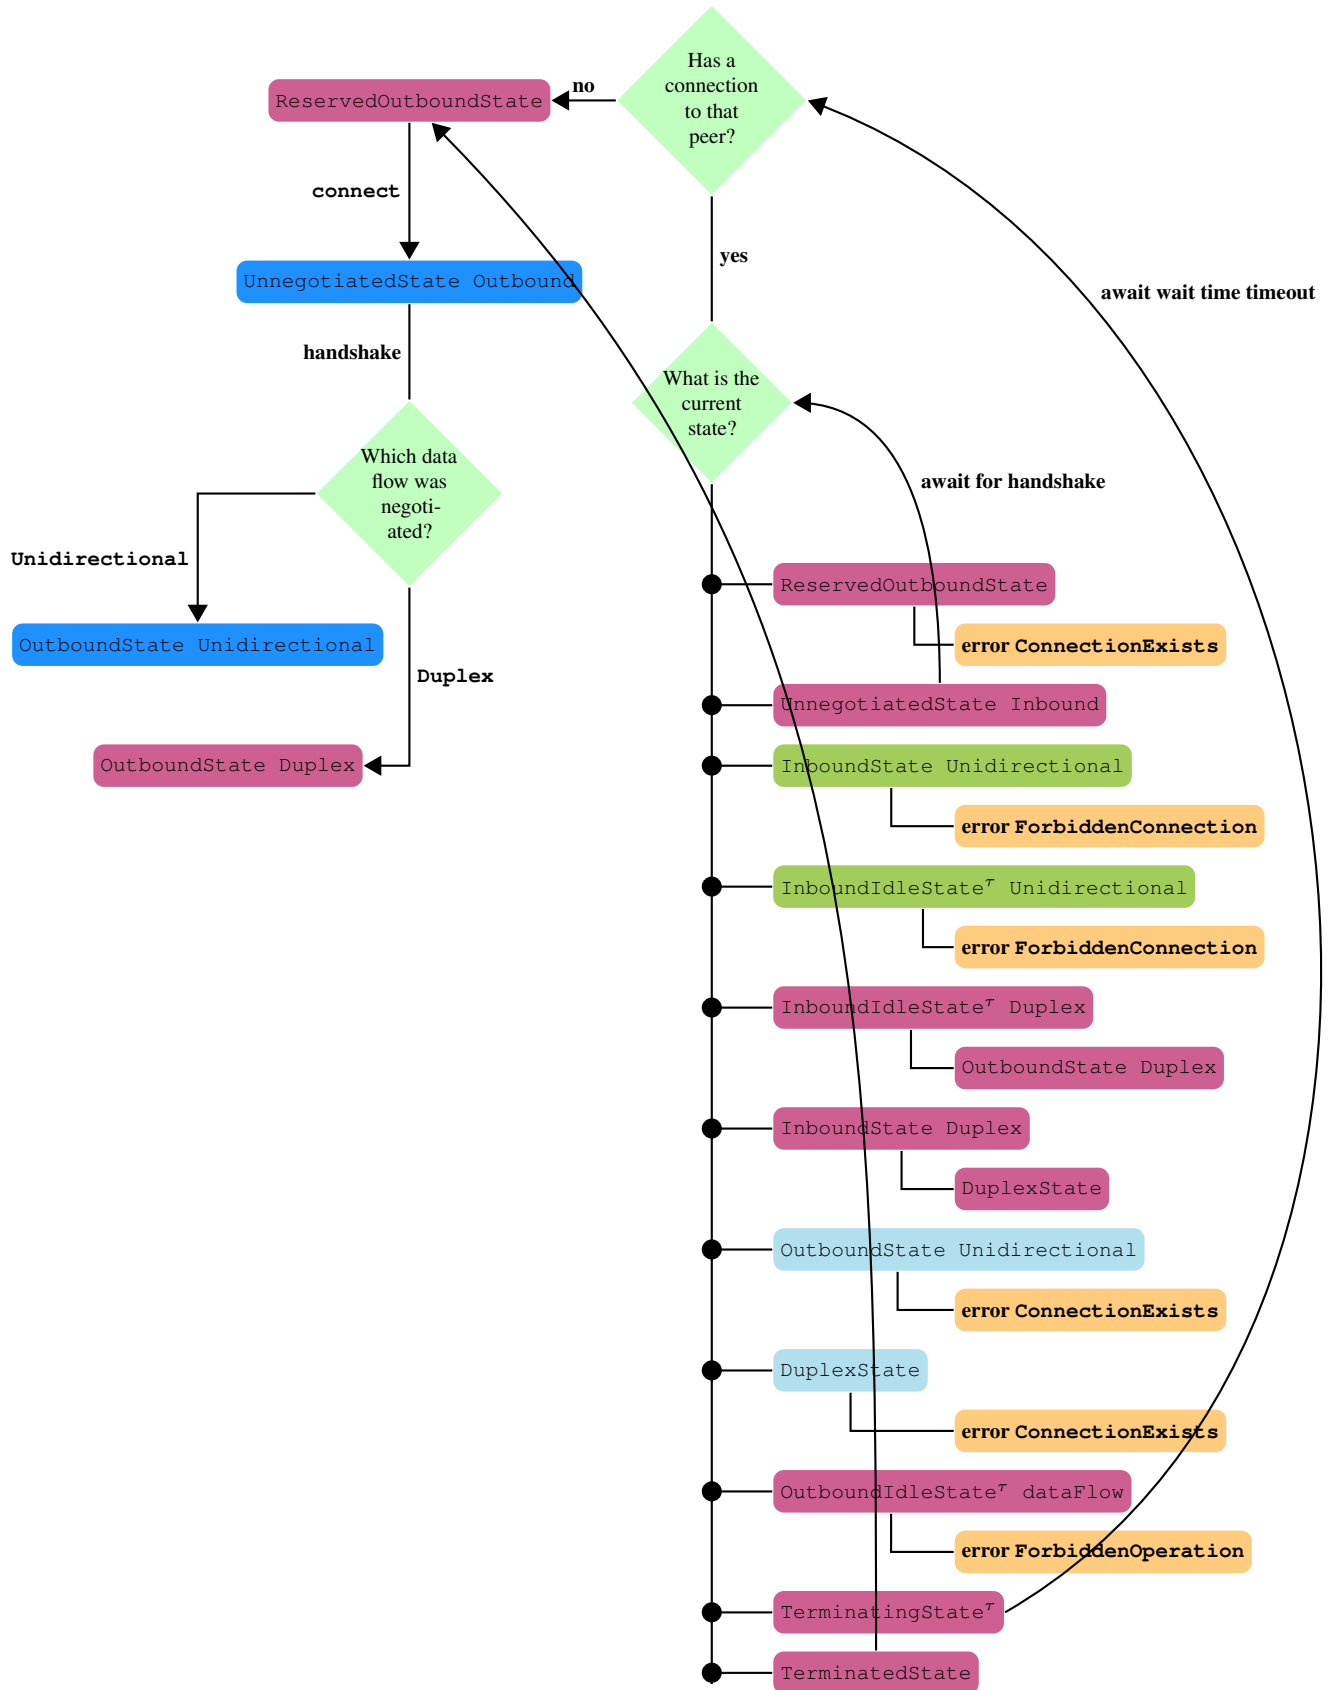 Has a
connection
to that
peer?
no
ReservedOutboundState
connect
yes
UnnegotiatedState Outbound
await wait time timeout
handshake
What is the
current
state?
Which data
flow was
negoti-
ated?
await for handshake
Unidirectional
OutboundState Unidirectional
Duplex
OutboundState Duplex
ReservedOutboundState
error ConnectionExists
UnnegotiatedState Inbound
InboundState Unidirectional
error ForbiddenConnection
InboundIdleState^τ Unidirectional
error ForbiddenConnection
InboundIdleState^τ Duplex
OutboundState Duplex
InboundState Duplex
DuplexState
OutboundState Unidirectional
error ConnectionExists
DuplexState
error ConnectionExists
OutboundIdleState^τ dataFlow
error ForbiddenOperation
TerminatingState^τ
TerminatedState